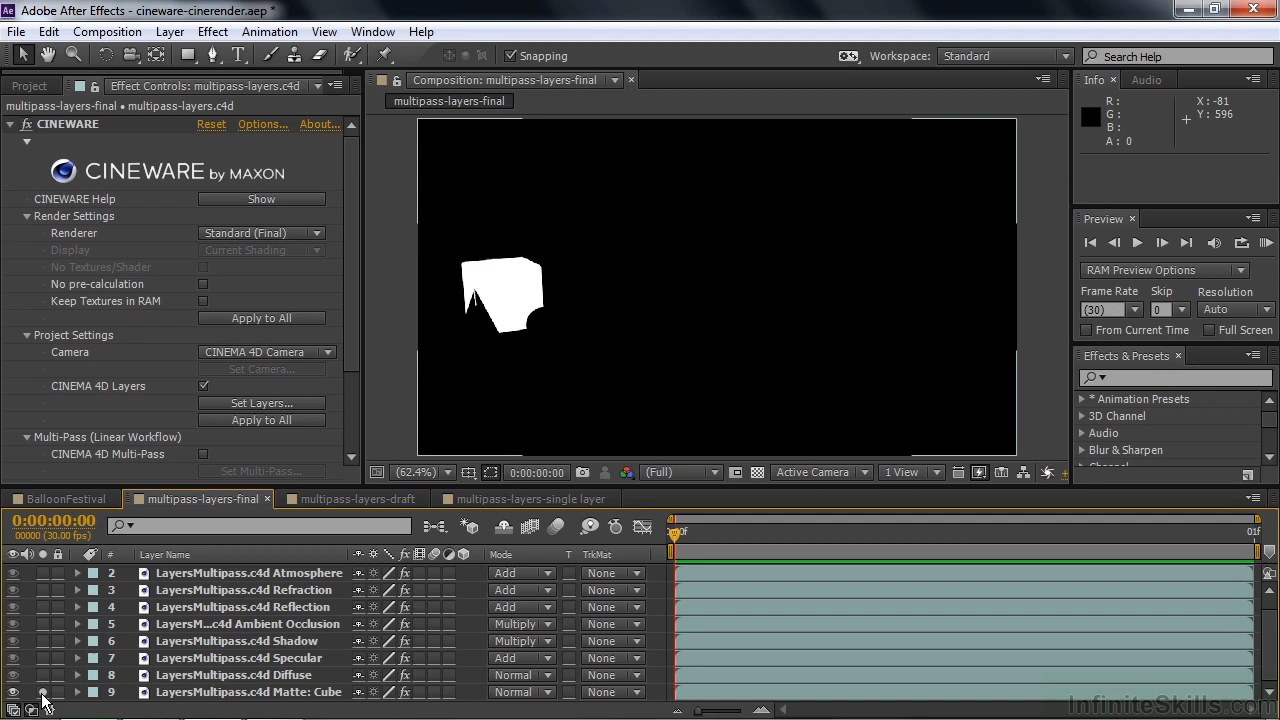 Adobe After Effects - cineware-cinerender.aep *
File Edit Composition Layer Effect Animation View Window Help
Snapping Workspace: Standard Search Help
Project Effect Controls: multipass-layers.c4d Composition: multipass-layers-final Info Audio
multipass-layers-final • multipass-layers.c4d multipass-layers-final
R: X: -81
G: Y: 596
B:
A: 0
fx CINEWARE Reset Options... About...
CINEWARE BY MAXON
CINEWARE Help Show
Render Settings
Renderer Standard (Final)
Display Current Shading
No Textures/Shader
No pre-calculation
Keep Textures in RAM
Apply to All
Project Settings
Camera CINEMA 4D Camera
Set Camera...
CINEMA 4D Layers
Set Layers...
Apply to All
Multi-Pass (Linear Workflow)
CINEMA 4D Multi-Pass
Set Multi-Pass...
Preview
RAM Preview Options
Frame Rate Skip Resolution
(30) 0 Auto
From Current Time Full Screen
Effects & Presets
* Animation Presets
3D Channel
Audio
Blur & Sharpen
(62.4%) 0:00:00:00 (Full) Active Camera 1 View
BalloonFestival multipass-layers-final multipass-layers-draft multipass-layers-single layer
0:00:00:00
00000 (30.00 fps)
01f
# Layer Name fx Mode T TrkMat
2 LayersMultipass.c4d Atmosphere fx Add None
3 LayersMultipass.c4d Refraction fx Add None
4 LayersMultipass.c4d Reflection fx Add None
5 LayersM...c4d Ambient Occlusion fx Multiply None
6 LayersMultipass.c4d Shadow fx Multiply None
7 LayersMultipass.c4d Specular fx Add None
8 LayersMultipass.c4d Diffuse fx Normal None
9 LayersMultipass.c4d Matte: Cube fx Normal None
InfiniteSkills.com